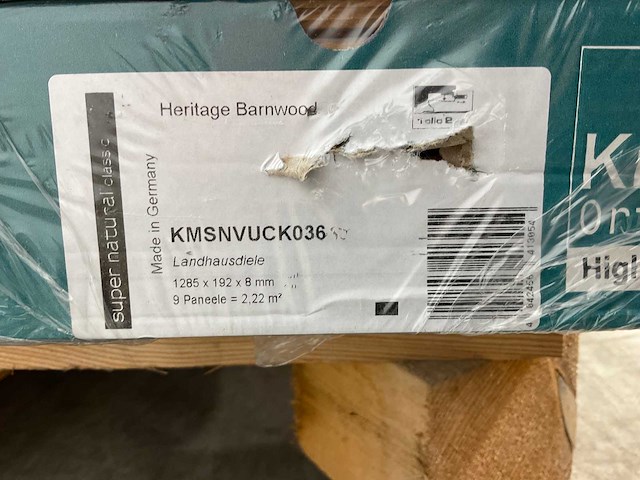 Heritage Barnwood
super natural classic
Made in Germany
KMSNVUCK036
Landhausdiele
1285 x 192 x 8 mm
9 Paneele = 2,22 m²